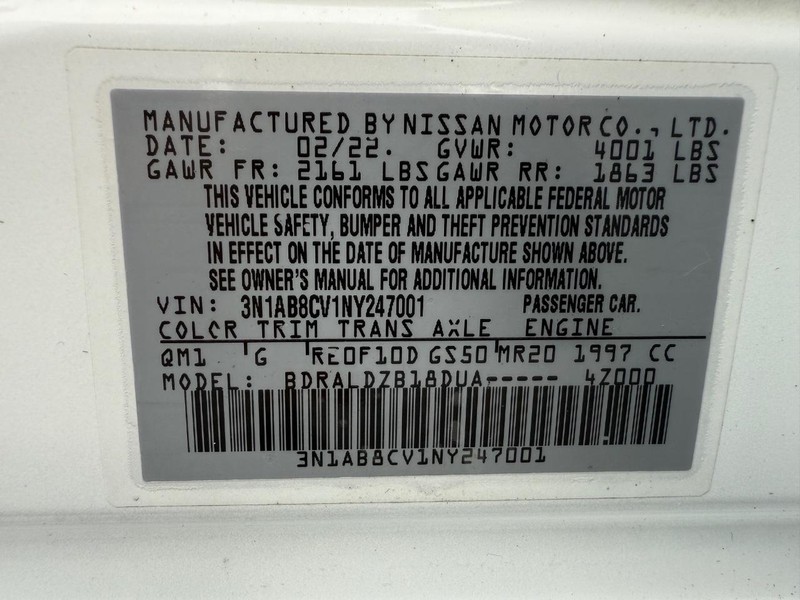 MANUFACTURED BY NISSAN MOTOR CO., LTD.
DATE: 02/22. GVWR: 4001 LBS
GAWR FR: 2161 LBS GAWR RR: 1863 LBS
THIS VEHICLE CONFORMS TO ALL APPLICABLE FEDERAL MOTOR
VEHICLE SAFETY, BUMPER AND THEFT PREVENTION STANDARDS
IN EFFECT ON THE DATE OF MANUFACTURE SHOWN ABOVE.
SEE OWNER'S MANUAL FOR ADDITIONAL INFORMATION.
VIN: 3N1AB8CV1NY247001 PASSENGER CAR.
COLOR TRIM TRANS AXLE ENGINE
QM1 G RE0F10D GS50 MR20 1997 CC
MODEL: BDRALDZB18DUA----- 4Z000
3N1AB8CV1NY247001